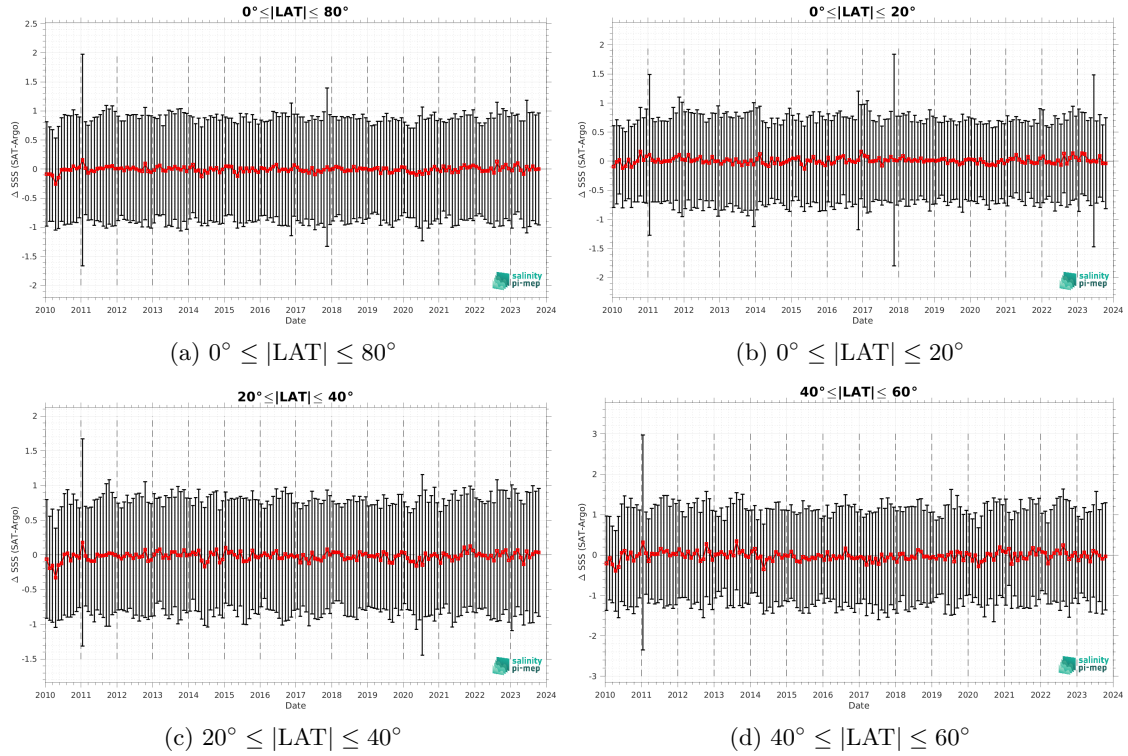 0°≤|LAT|≤ 80°
2.5
2
1.5
1
0.5
0
-0.5
-1
-1.5
-2
Δ SSS (SAT-Argo)
2010 2011 2012 2013 2014 2015 2016 2017 2018 2019 2020 2021 2022 2023 2024
Date
salinity
pi-mep
(a) 0° ≤ |LAT| ≤ 80°
0°≤|LAT|≤ 20°
2
1.5
1
0.5
0
-0.5
-1
-1.5
-2
Δ SSS (SAT-Argo)
2010 2011 2012 2013 2014 2015 2016 2017 2018 2019 2020 2021 2022 2023 2024
Date
salinity
pi-mep
(b) 0° ≤ |LAT| ≤ 20°
20°≤|LAT|≤ 40°
2
1.5
1
0.5
0
-0.5
-1
-1.5
Δ SSS (SAT-Argo)
2010 2011 2012 2013 2014 2015 2016 2017 2018 2019 2020 2021 2022 2023 2024
Date
salinity
pi-mep
(c) 20° ≤ |LAT| ≤ 40°
40°≤|LAT|≤ 60°
3
2
1
0
-1
-2
-3
Δ SSS (SAT-Argo)
2010 2011 2012 2013 2014 2015 2016 2017 2018 2019 2020 2021 2022 2023 2024
Date
salinity
pi-mep
(d) 40° ≤ |LAT| ≤ 60°